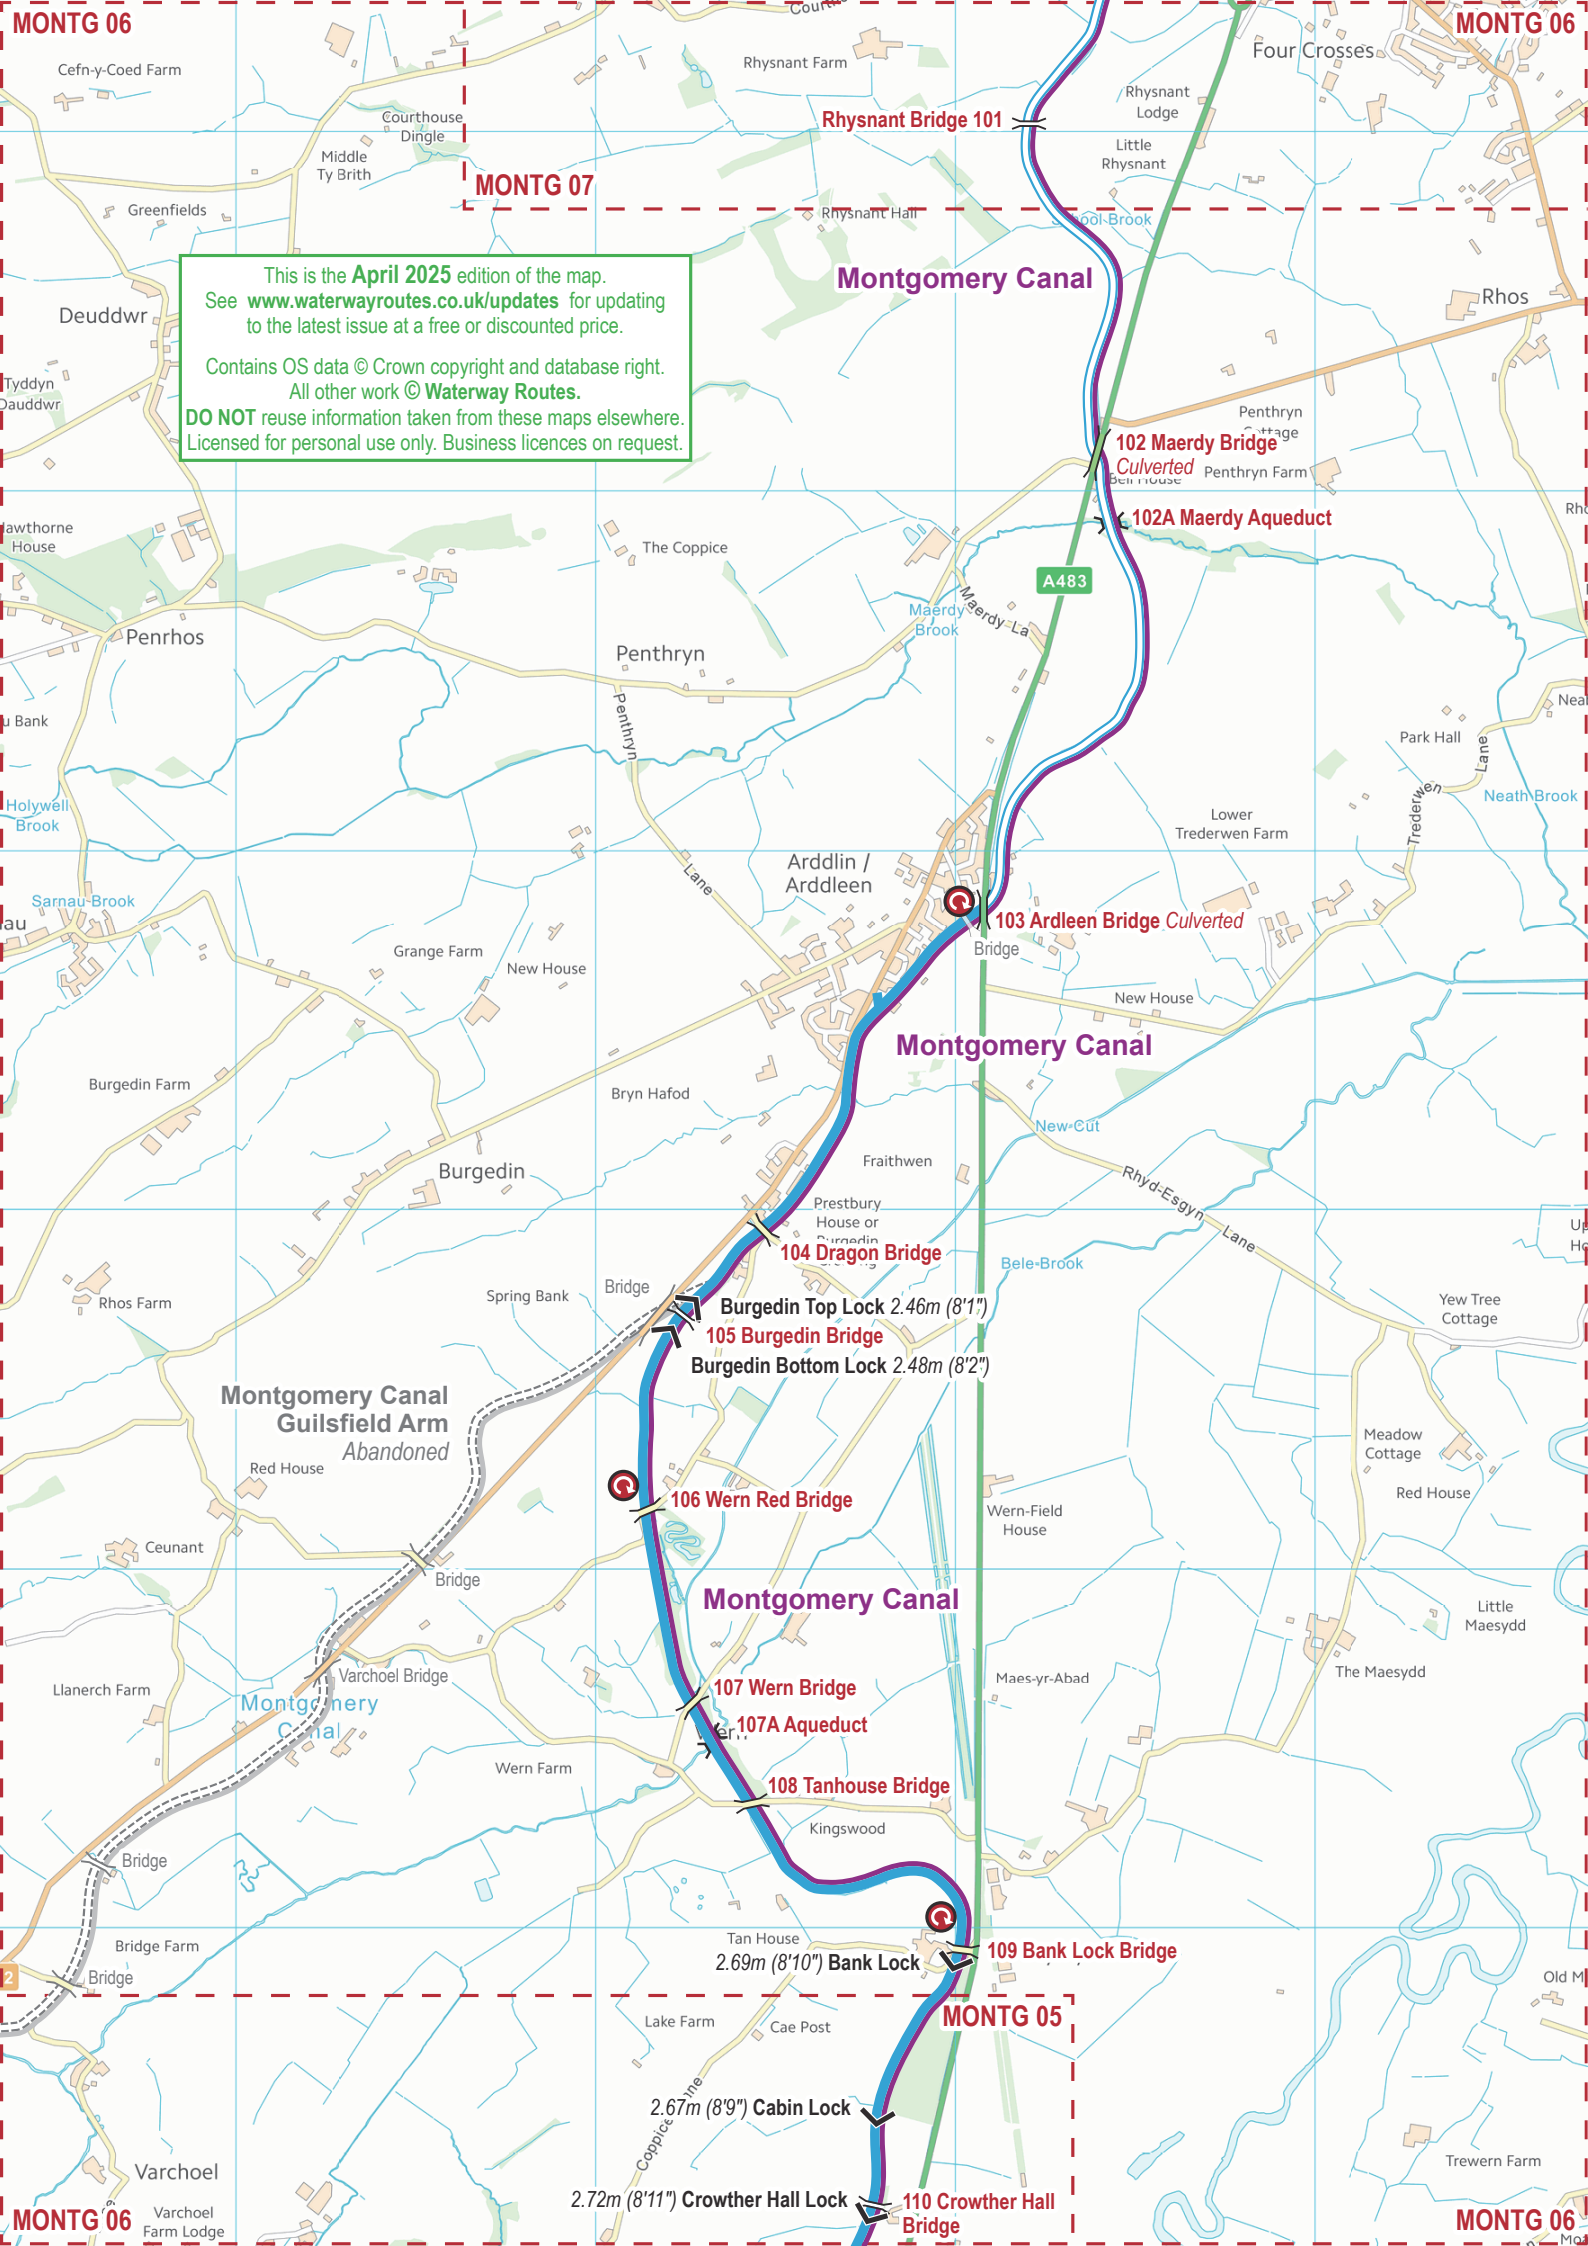 MONTG 06
MONTG 06
Four Crosses
Cefn-y-Coed Farm
Rhysnant Farm
Rhysnant
Lodge
Courthouse
Dingle
Rhysnant Bridge 101
Little
Rhysnant
Middle
Ty Brith
MONTG 07
Greenfields
Rhysnant Hall
School Brook
This is the April 2025 edition of the map.
See www.waterwayroutes.co.uk/updates for updating
to the latest issue at a free or discounted price.
Contains OS data © Crown copyright and database right.
All other work © Waterway Routes.
DO NOT reuse information taken from these maps elsewhere.
Licensed for personal use only. Business licences on request.
Montgomery Canal
Rhos
Deuddwr
Tyddyn
Dauddwr
Penthryn
Cottage
102 Maerdy Bridge
Culverted
Bell House
Penthryn Farm
102A Maerdy Aqueduct
awthorne
House
The Coppice
A483
Maerdy La
Maerdy
Brook
Penrhos
Penthryn
Penthryn
Lane
u Bank
Park Hall
Neal
Trederwen
Lane
Neath Brook
Holywell
Brook
Lower
Trederwen Farm
Arddlin /
Arddleen
Sarnau Brook
au
103 Ardleen Bridge Culverted
Bridge
Grange Farm
New House
New House
Montgomery Canal
Burgedin Farm
Bryn Hafod
New Cut
Burgedin
Fraithwen
Rhyd-Esgyn
Lane
Prestbury
House or
Burgedin
104 Dragon Bridge
Bele Brook
Bridge
Spring Bank
Rhos Farm
Burgedin Top Lock 2.46m (8'1")
105 Burgedin Bridge
Burgedin Bottom Lock 2.48m (8'2")
Yew Tree
Cottage
Montgomery Canal
Guilsfield Arm
Abandoned
Meadow
Cottage
Red House
Red House
106 Wern Red Bridge
Wern-Field
House
Ceunant
Bridge
Montgomery Canal
Little
Maesydd
The Maesydd
Maes-yr-Abad
Varchoel Bridge
Llanerch Farm
Montgomery
Canal
107 Wern Bridge
Wern
107A Aqueduct
Wern Farm
108 Tanhouse Bridge
Kingswood
Bridge
Bridge Farm
Tan House
109 Bank Lock Bridge
2.69m (8'10") Bank Lock
2
Bridge
Old M
MONTG 05
Lake Farm
Cae Post
2.67m (8'9") Cabin Lock
Varchoel
Trewern Farm
2.72m (8'11") Crowther Hall Lock
110 Crowther Hall
Bridge
Varchoel
Farm Lodge
MONTG 06
MONTG 06